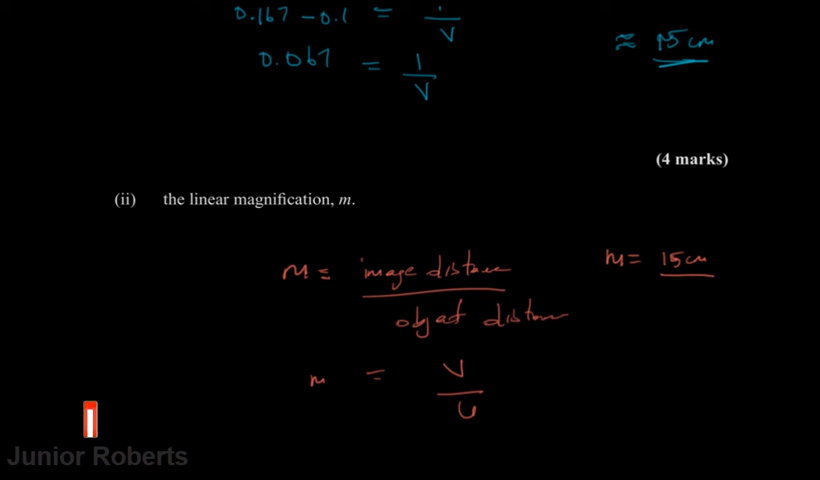 0.167 - 0.1 = 1/V
0.067 = 1/V
≈ 15cm
(4 marks)
(ii) the linear magnification, m.
M = image distance / object distance
M = 15cm
m = V/u
Junior Roberts